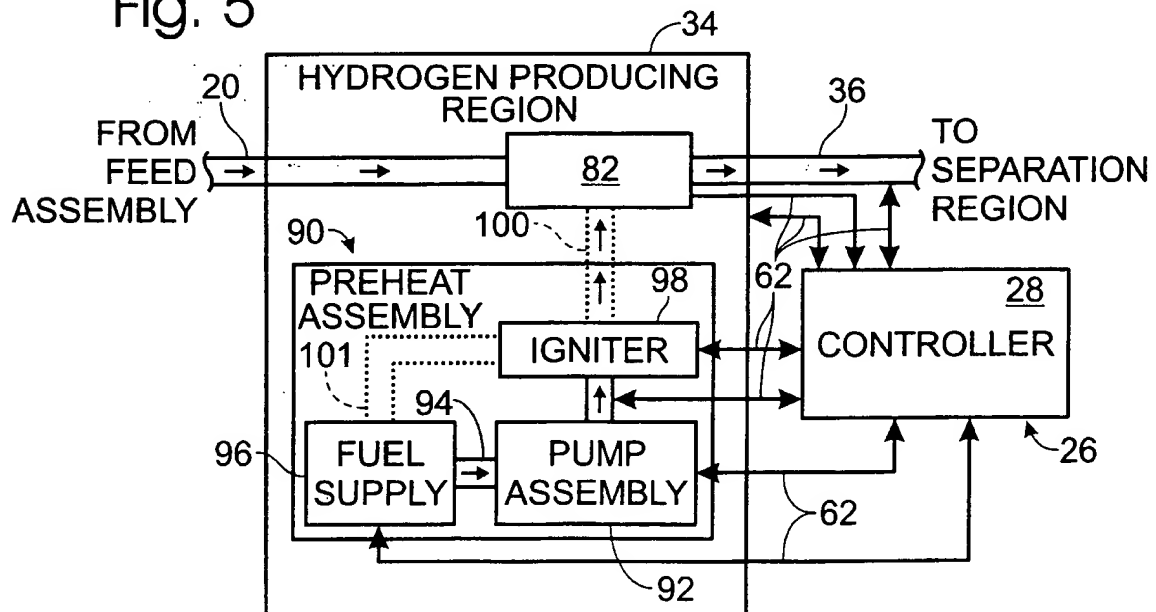 Fig. 5
34
HYDROGEN PRODUCING
REGION
20
36
FROM
FEED
ASSEMBLY
82
TO
SEPARATION
REGION
100
90
62
PREHEAT
ASSEMBLY
98
28
101
IGNITER
CONTROLLER
94
96
FUEL
SUPPLY
PUMP
ASSEMBLY
26
62
92